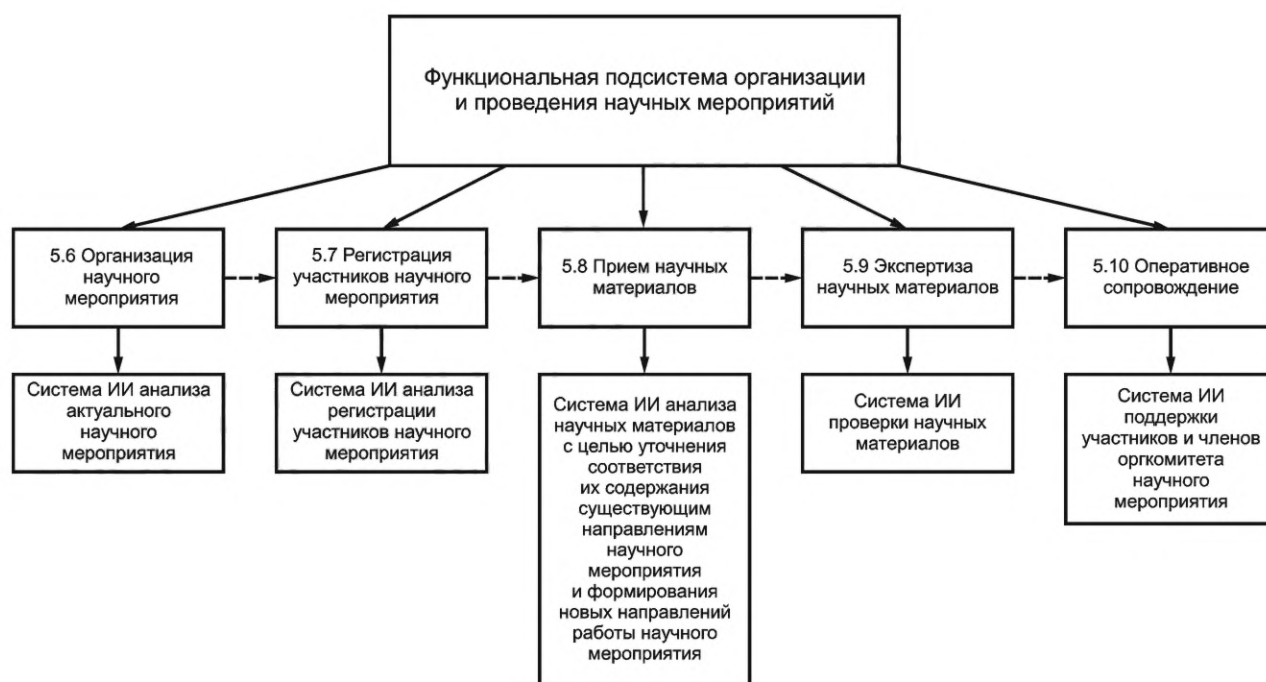 Функциональная подсистема организации
и проведения научных мероприятий
5.6 Организация
научного
мероприятия
5.7 Регистрация
участников научного
мероприятия
5.8 Прием научных
материалов
5.9 Экспертиза
научных материалов
5.10 Оперативное
сопровождение
Система ИИ анализа
актуального
научного
мероприятия
Система ИИ анализа
регистрации
участников научного
мероприятия
Система ИИ анализа
научных материалов
с целью уточнения
соответствия
их содержания
существующим
направлениям
научного
мероприятия
и формирования
новых направлений
работы научного
мероприятия
Система ИИ
проверки научных
материалов
Система ИИ
поддержки
участников и членов
оргкомитета
научного
мероприятия